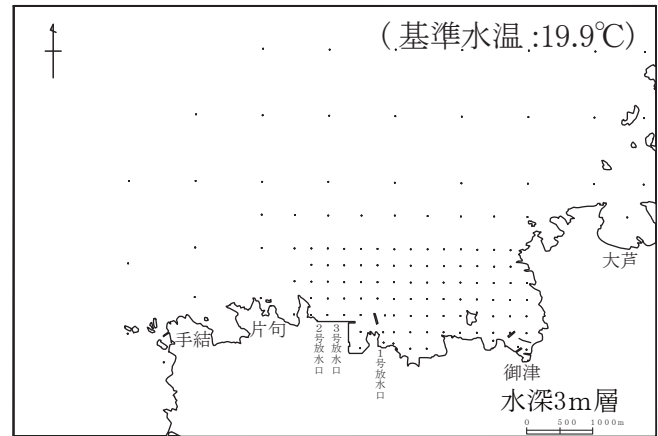 (基準水温:19.9℃)
大芦
手結
片句
2号放水口
3号放水口
1号放水口
御津
水深3m層
0 500 1000m